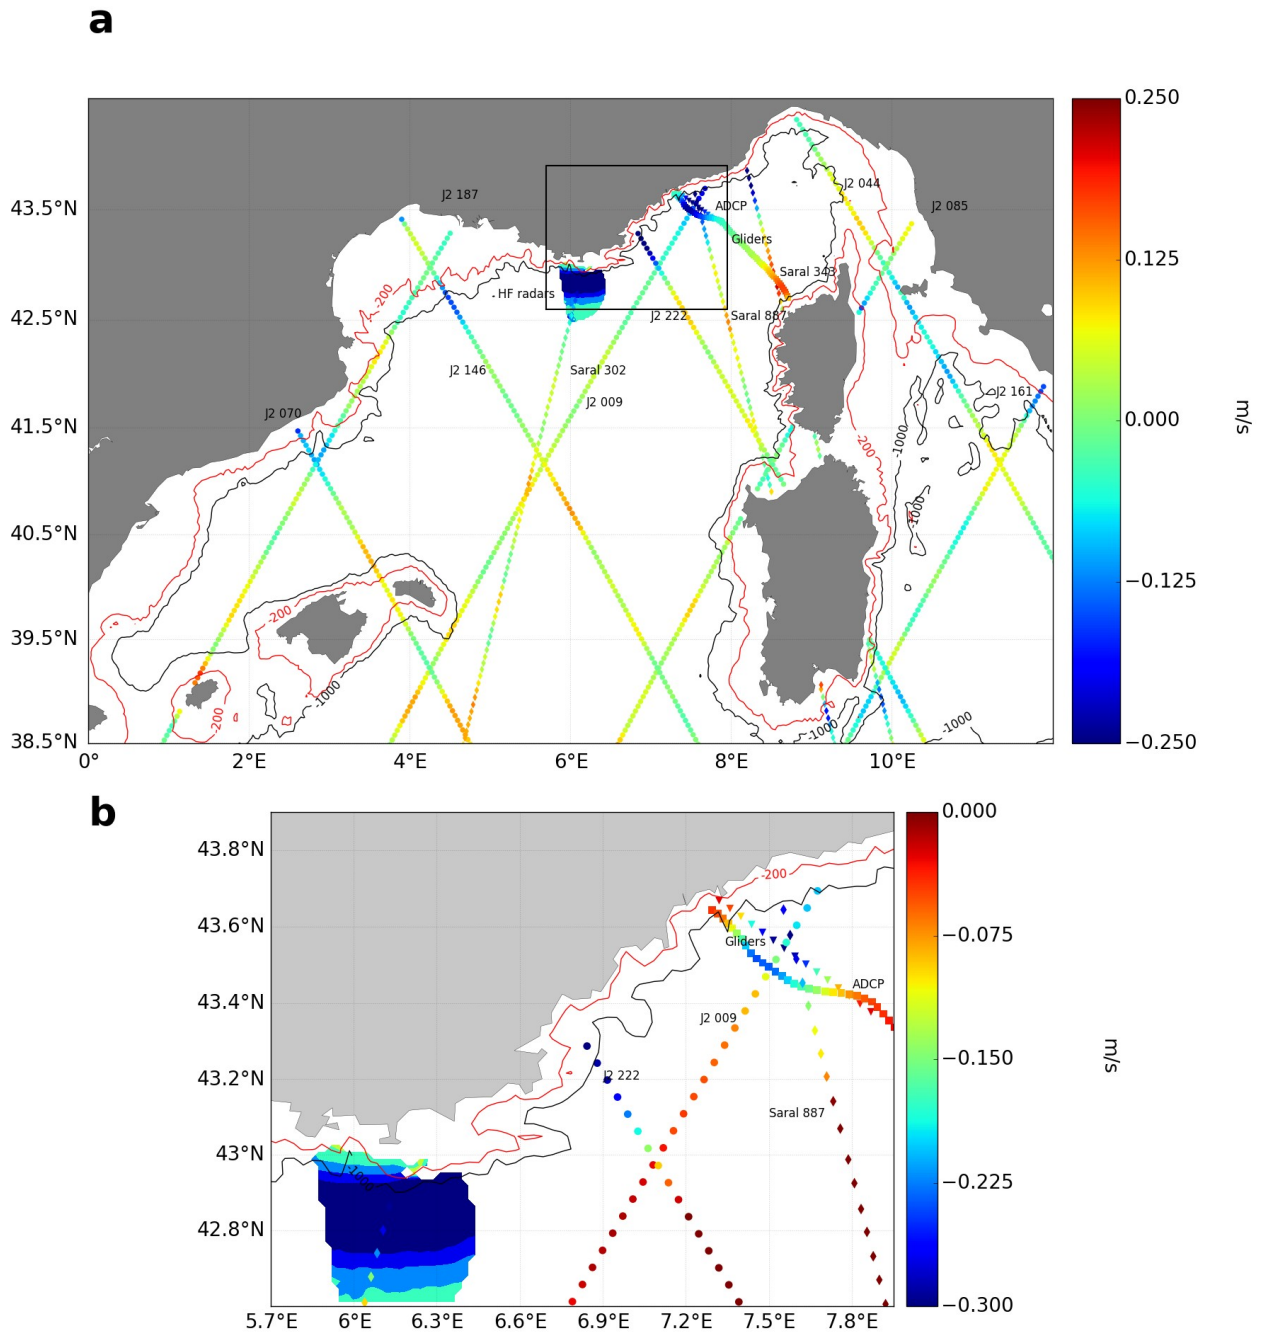 a
0.250
0.125
0.000
−0.125
−0.250
m/s
43.5°N
42.5°N
41.5°N
40.5°N
39.5°N
38.5°N
0°
2°E
4°E
6°E
8°E
10°E
J2 187
J2 044
J2 085
ADCP
Gliders
Saral 343
-200
HF radars
J2 222
Saral 887
J2 146
Saral 302
J2 009
J2 161
J2 070
-200
-1000
-1000
-200
-1000
-200
-1000
-1000
b
0.000
−0.075
−0.150
−0.225
−0.300
m/s
43.8°N
43.6°N
43.4°N
43.2°N
43°N
42.8°N
5.7°E
6°E
6.3°E
6.6°E
6.9°E
7.2°E
7.5°E
7.8°E
-200
Gliders
ADCP
J2 009
J2 222
Saral 887
-1000